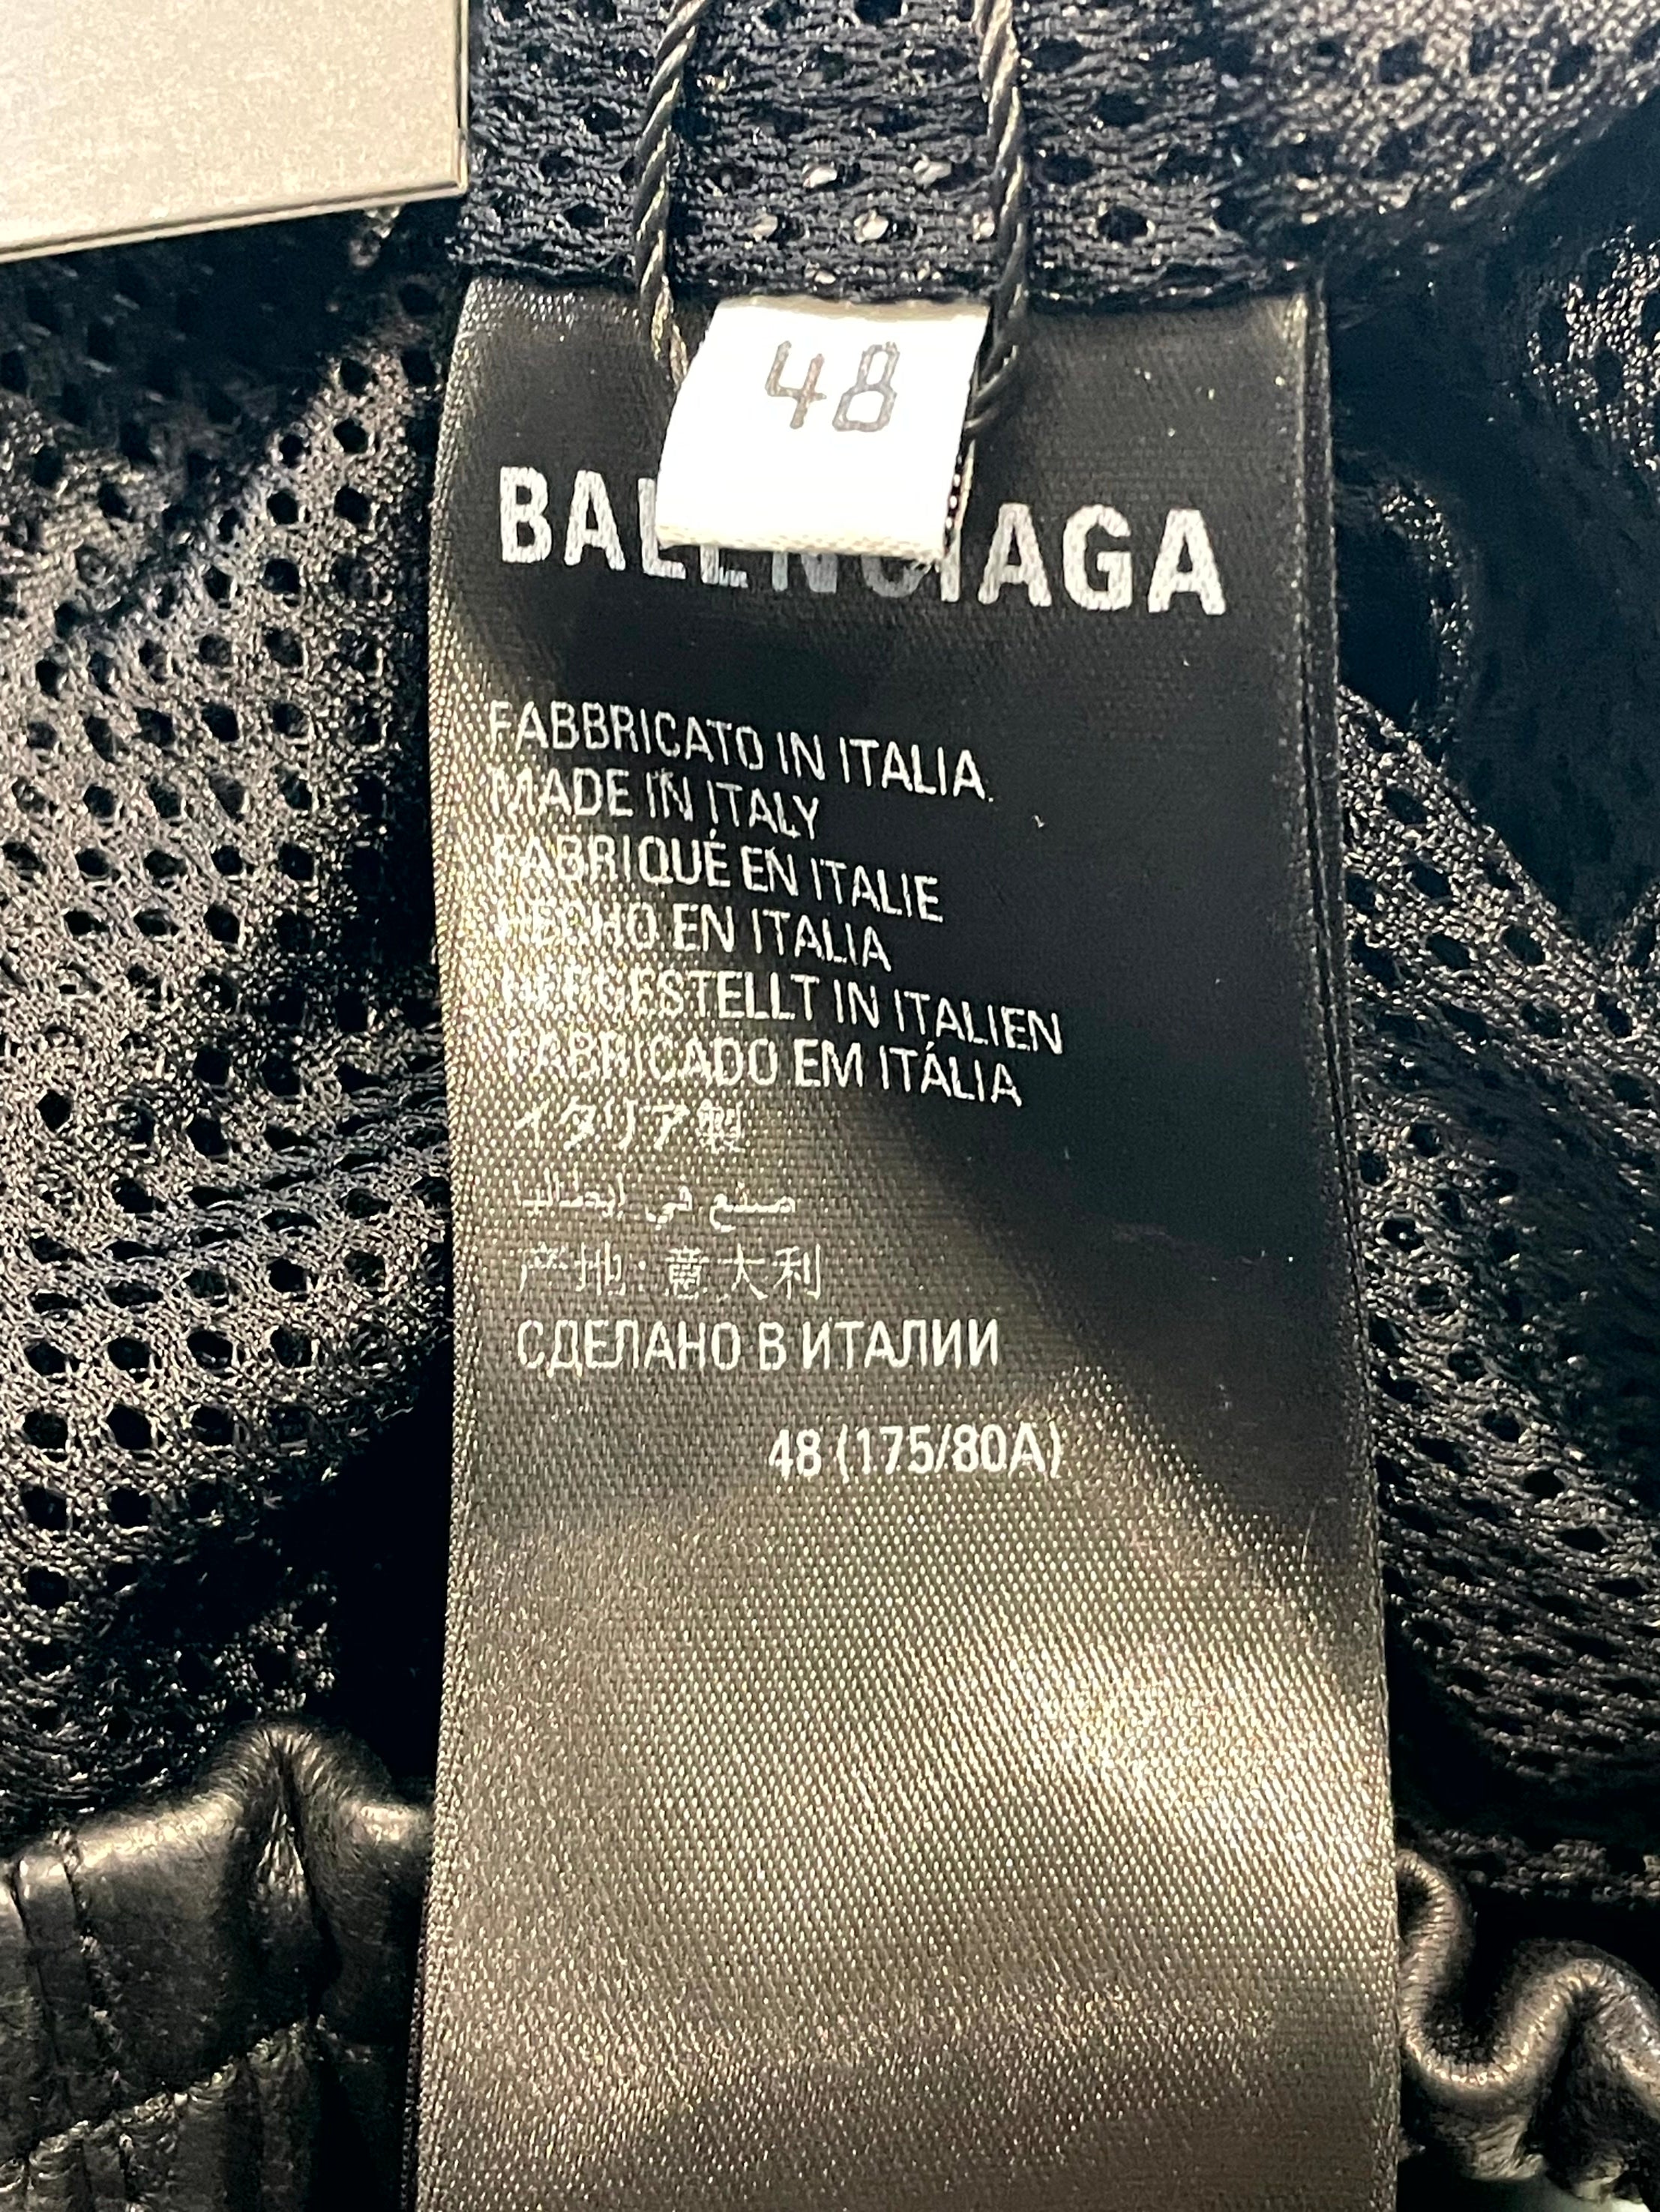 48
BALENCIAGA
FABBRICATO IN ITALIA
MADE IN ITALY
FABRIQUÉ EN ITALIE
HECHO EN ITALIA
HERGESTELLT IN ITALIEN
FABRICADO EM ITÁLIA
イタリア製
صنع في إيطاليا
产地:意大利
СДЕЛАНО В ИТАЛИИ
48 (175/80A)